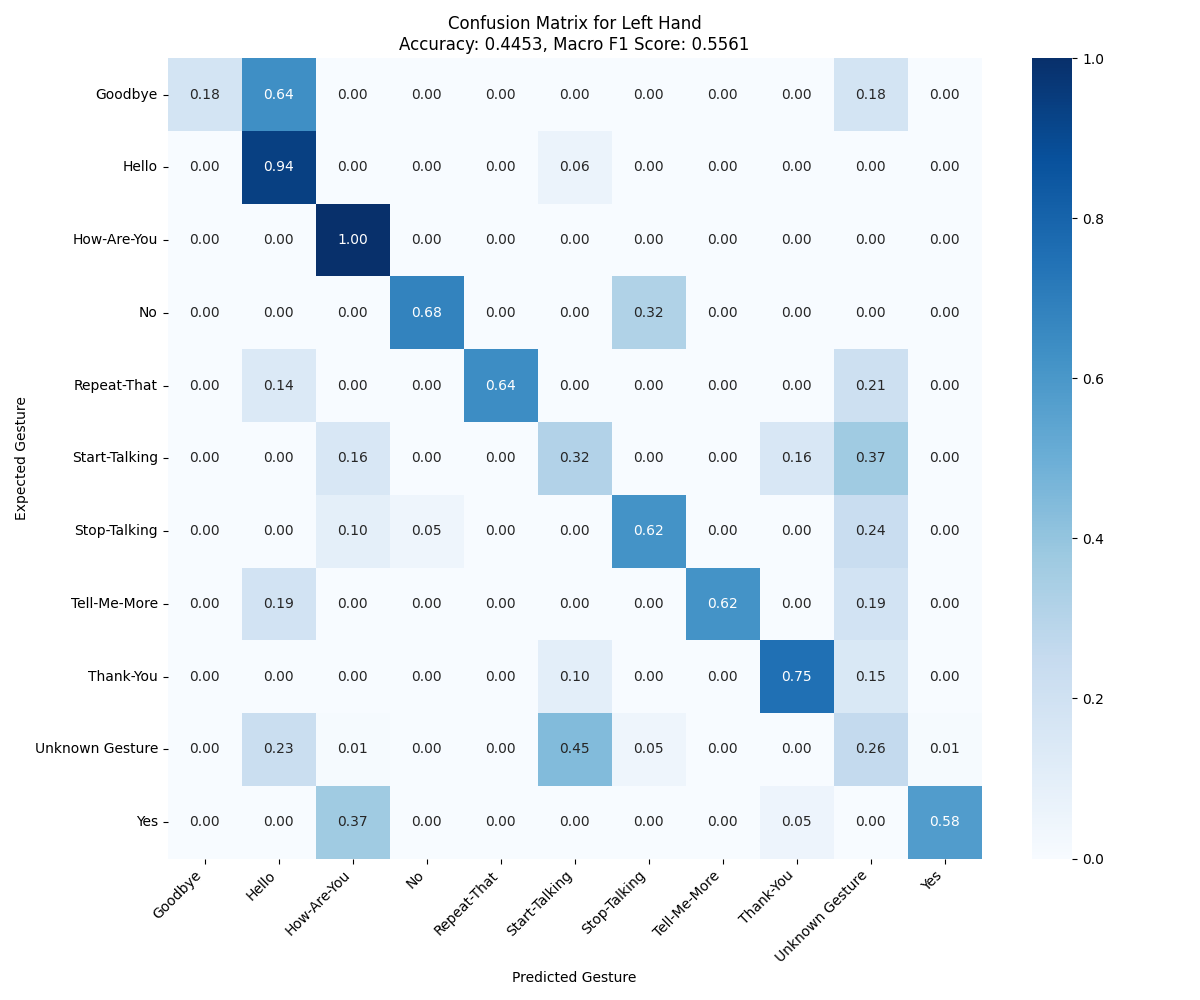 Confusion Matrix for Left Hand
Accuracy: 0.4453, Macro F1 Score: 0.5561
Goodbye 0.18 0.64 0.00 0.00 0.00 0.00 0.00 0.00 0.00 0.18 0.00
Hello 0.00 0.94 0.00 0.00 0.00 0.06 0.00 0.00 0.00 0.00 0.00
How-Are-You 0.00 0.00 1.00 0.00 0.00 0.00 0.00 0.00 0.00 0.00 0.00
No 0.00 0.00 0.00 0.68 0.00 0.00 0.32 0.00 0.00 0.00 0.00
Repeat-That 0.00 0.14 0.00 0.00 0.64 0.00 0.00 0.00 0.00 0.21 0.00
Start-Talking 0.00 0.00 0.16 0.00 0.00 0.32 0.00 0.00 0.16 0.37 0.00
Stop-Talking 0.00 0.00 0.10 0.05 0.00 0.00 0.62 0.00 0.00 0.24 0.00
Tell-Me-More 0.00 0.19 0.00 0.00 0.00 0.00 0.00 0.62 0.00 0.19 0.00
Thank-You 0.00 0.00 0.00 0.00 0.00 0.10 0.00 0.00 0.75 0.15 0.00
Unknown Gesture 0.00 0.23 0.01 0.00 0.00 0.45 0.05 0.00 0.00 0.26 0.01
Yes 0.00 0.00 0.37 0.00 0.00 0.00 0.00 0.00 0.05 0.00 0.58
Goodbye Hello How-Are-You No Repeat-That Start-Talking Stop-Talking Tell-Me-More Thank-You Unknown Gesture Yes
Predicted Gesture
Expected Gesture
1.0
0.8
0.6
0.4
0.2
0.0